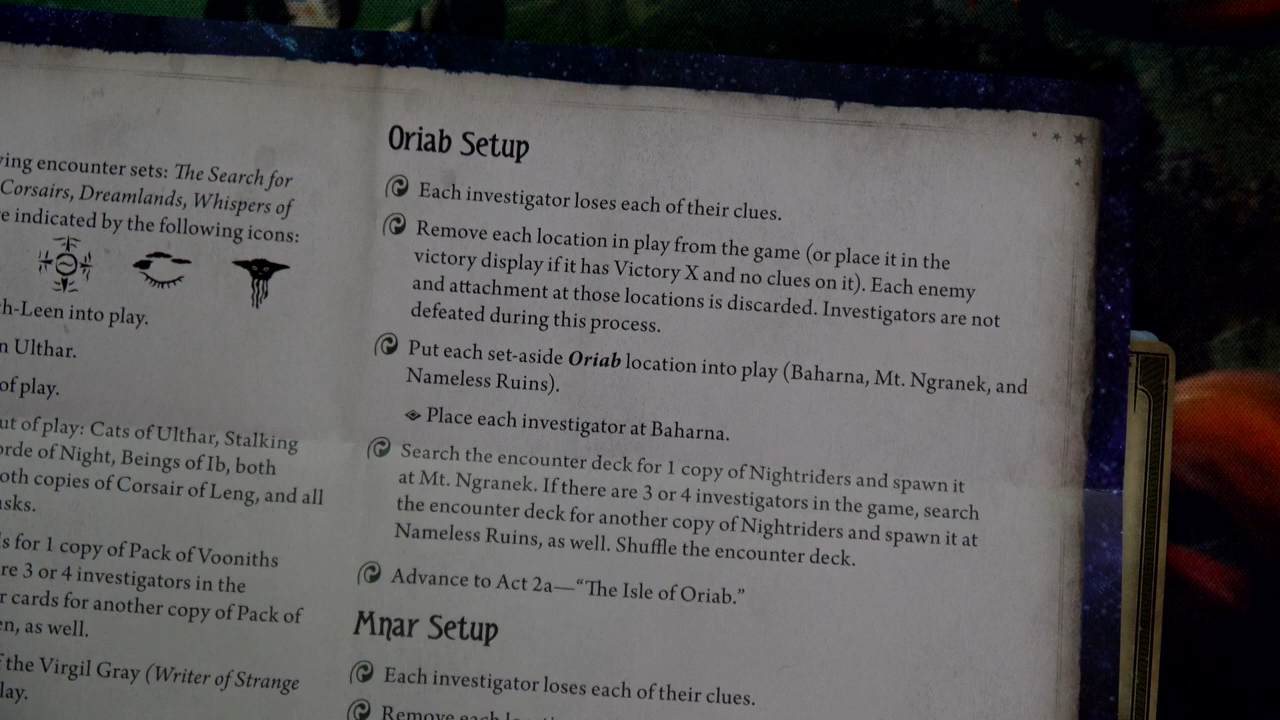 ving encounter sets: The Search for
Corsairs, Dreamlands, Whispers of
e indicated by the following icons:
h-Leen into play.
n Ulthar.
of play.
ut of play: Cats of Ulthar, Stalking
orde of Night, Beings of Ib, both
oth copies of Corsair of Leng, and all
asks.
ls for 1 copy of Pack of Vooniths
re 3 or 4 investigators in the
r cards for another copy of Pack of
en, as well.
f the Virgil Gray (Writer of Strange
lay.
Oriab Setup
Each investigator loses each of their clues.
Remove each location in play from the game (or place it in the
victory display if it has Victory X and no clues on it). Each enemy
and attachment at those locations is discarded. Investigators are not
defeated during this process.
Put each set-aside Oriab location into play (Baharna, Mt. Ngranek, and
Nameless Ruins).
Place each investigator at Baharna.
Search the encounter deck for 1 copy of Nightriders and spawn it
at Mt. Ngranek. If there are 3 or 4 investigators in the game, search
the encounter deck for another copy of Nightriders and spawn it at
Nameless Ruins, as well. Shuffle the encounter deck.
Advance to Act 2a—“The Isle of Oriab.”
Mnar Setup
Each investigator loses each of their clues.
Remove each